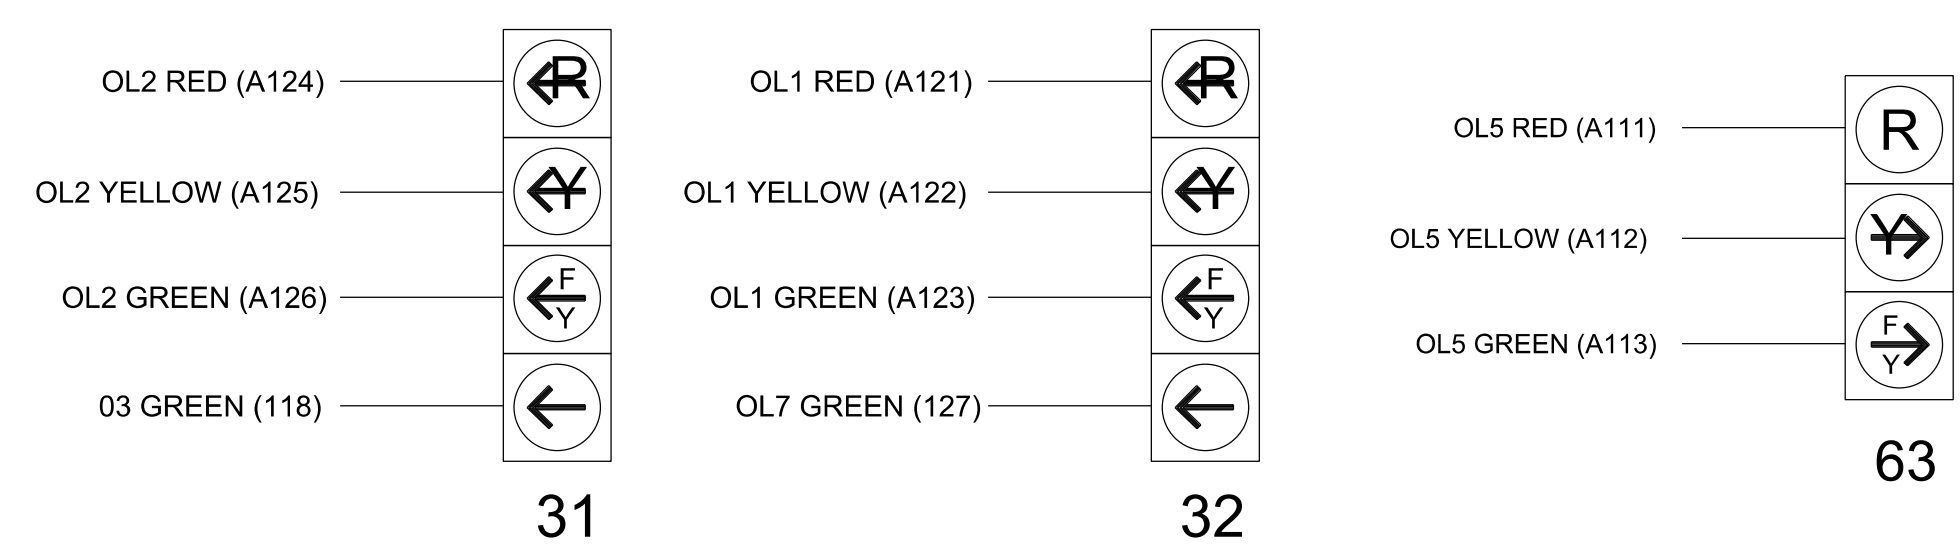 OL2 RED (A124)
R
OL2 YELLOW (A125)
Y
OL2 GREEN (A126)
F
Y
03 GREEN (118)
31
OL1 RED (A121)
R
OL1 YELLOW (A122)
Y
OL1 GREEN (A123)
F
Y
OL7 GREEN (127)
32
OL5 RED (A111)
R
OL5 YELLOW (A112)
Y
OL5 GREEN (A113)
F
Y
63